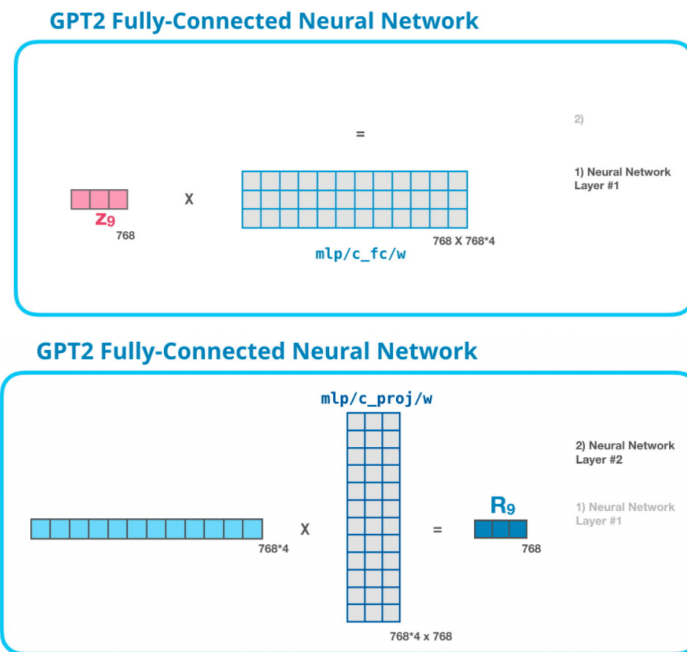 GPT2 Fully-Connected Neural Network
=
2)
1) Neural Network
Layer #1
X
Z9
768
768 X 768*4
mlp/c_fc/w
GPT2 Fully-Connected Neural Network
mlp/c_proj/w
2) Neural Network
Layer #2
R9
1) Neural Network
Layer #1
X
=
768*4
768
768*4 x 768